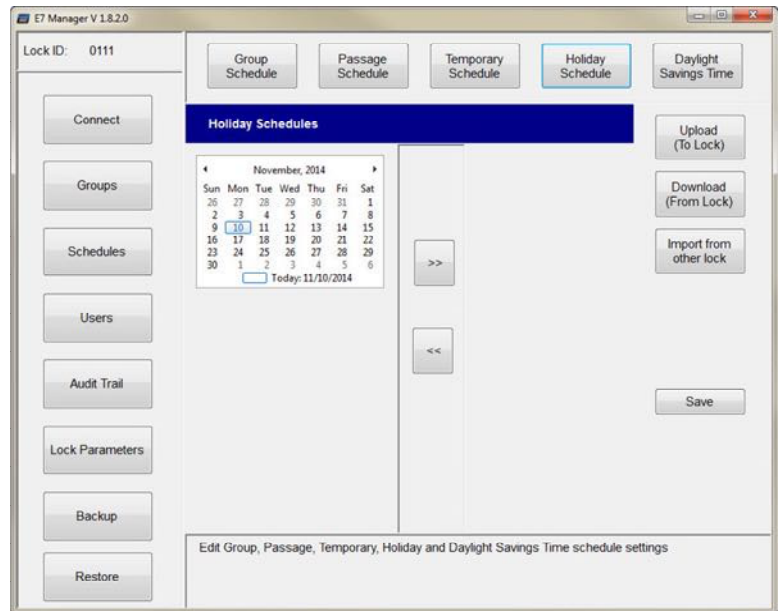 E7 Manager V 1.8.2.0
Lock ID: 0111
Group
Schedule
Passage
Schedule
Temporary
Schedule
Holiday
Schedule
Daylight
Savings Time
Connect
Groups
Schedules
Users
Audit Trail
Lock Parameters
Backup
Restore
Holiday Schedules
November, 2014
Sun Mon Tue Wed Thu Fri Sat
26 27 28 29 30 31 1
2 3 4 5 6 7 8
9 10 11 12 13 14 15
16 17 18 19 20 21 22
23 24 25 26 27 28 29
30 1 2 3 4 5 6
Today: 11/10/2014
>>
<<
Upload
(To Lock)
Download
(From Lock)
Import from
other lock
Save
Edit Group, Passage, Temporary, Holiday and Daylight Savings Time schedule settings